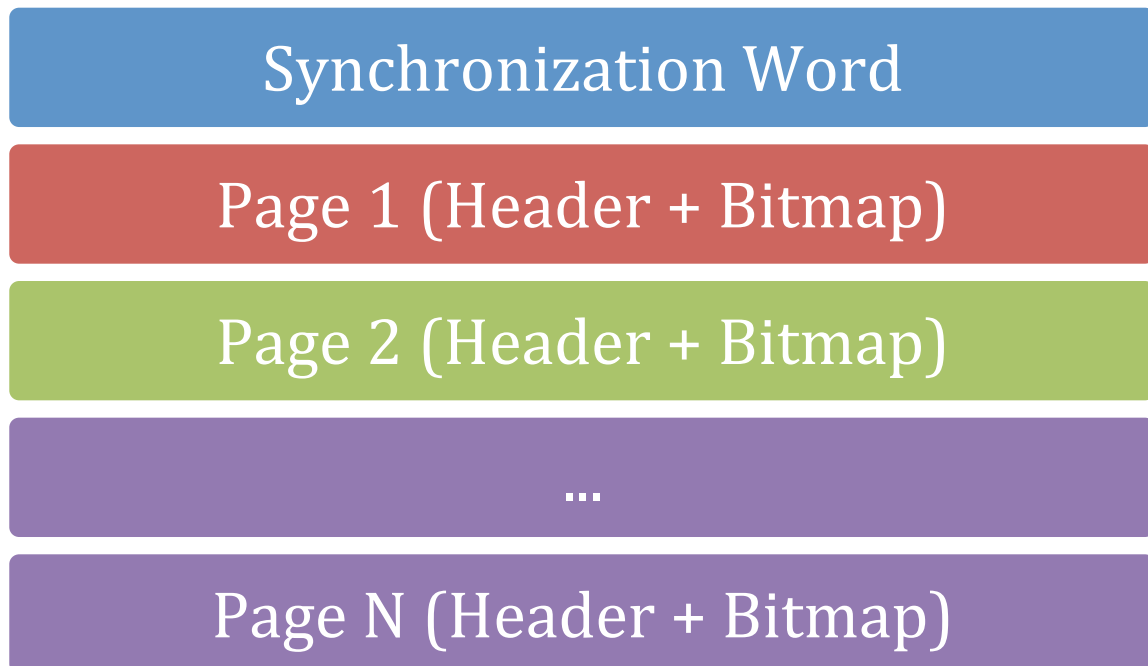 Synchronization Word
Page 1 (Header + Bitmap)
Page 2 (Header + Bitmap)
...
Page N (Header + Bitmap)